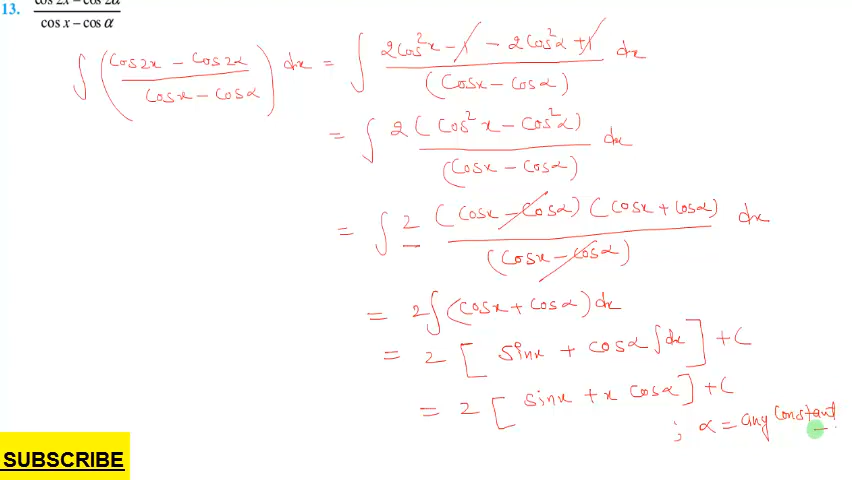 13. cos 2x − cos 2α
cos x − cos α
∫ ( Cos2x − Cos2α / Cosx − Cosα ) dx = ∫ 2Cos²x − 1 − 2Cos²α + 1 / (Cosx − Cosα) dx
= ∫ 2 ( Cos²x − Cos²α) / (Cosx − Cosα) dx
= ∫ 2 (Cosx − Cosα) (Cosx + Cosα) / (Cosx − Cosα) dx
= 2∫ (Cosx + Cosα) dx
= 2 [ Sinx + Cosα ∫dx ] + C
= 2 [ Sinx + x Cosα ] + C
; α = any Constant
SUBSCRIBE